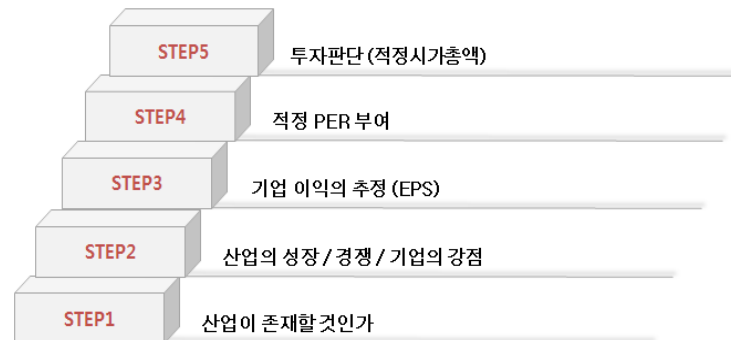 STEP5 투자판단 (적정시가총액)
STEP4 적정 PER 부여
STEP3 기업 이익의 추정 (EPS)
STEP2 산업의 성장 / 경쟁 / 기업의 강점
STEP1 산업이 존재할것인가